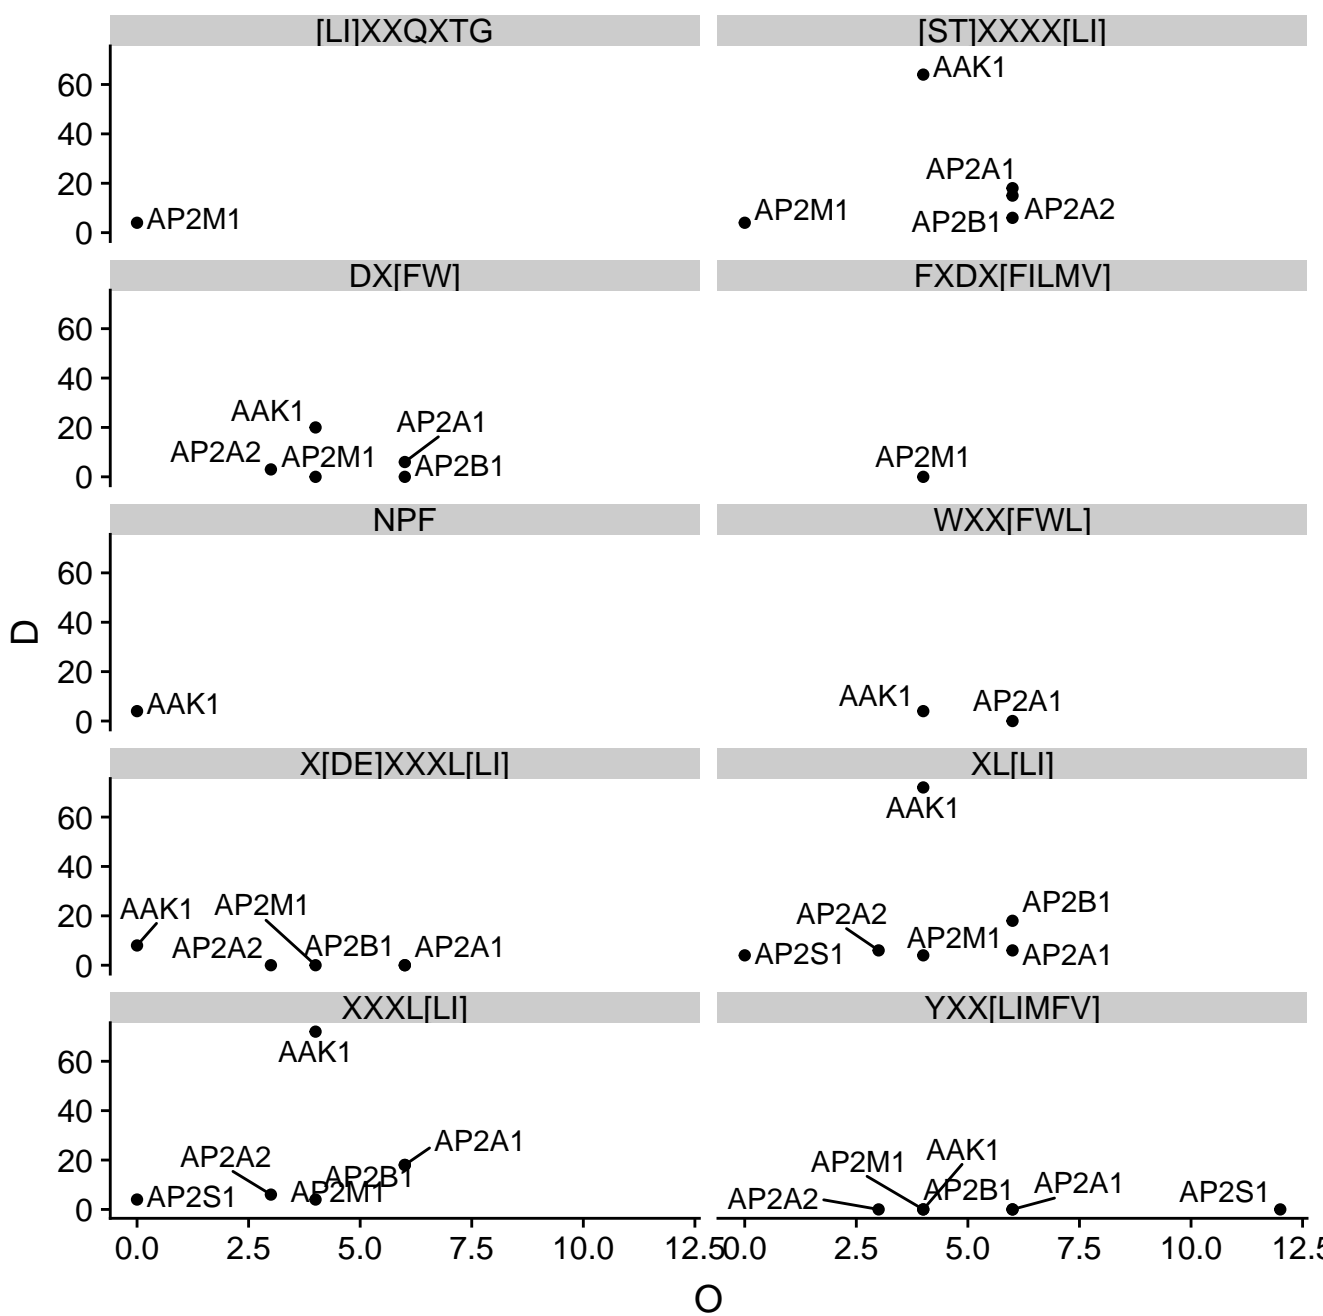 [LI]XXQXTG
[ST]XXXX[LI]
60
40
20
0
AP2M1
AAK1
AP2A1
AP2M1
AP2A2
AP2B1
DX[FW]
FXDX[FILMV]
60
40
20
0
AAK1
AP2A1
AP2A2
AP2M1
AP2B1
AP2M1
NPF
WXX[FWL]
60
40
20
0
AAK1
AAK1
AP2A1
D
X[DE]XXXL[LI]
XL[LI]
60
40
20
0
AAK1
AP2M1
AP2A2
AP2B1
AP2A1
AAK1
AP2B1
AP2A2
AP2M1
AP2S1
AP2A1
XXXL[LI]
YXX[LIMFV]
60
40
20
0
AAK1
AP2A1
AP2A2
AP2B1
AP2S1
AP2M1
AAK1
AP2M1
AP2A1
AP2B1
AP2A2
AP2S1
0.0 2.5 5.0 7.5 10.0 12.5
0.0 2.5 5.0 7.5 10.0 12.5
O